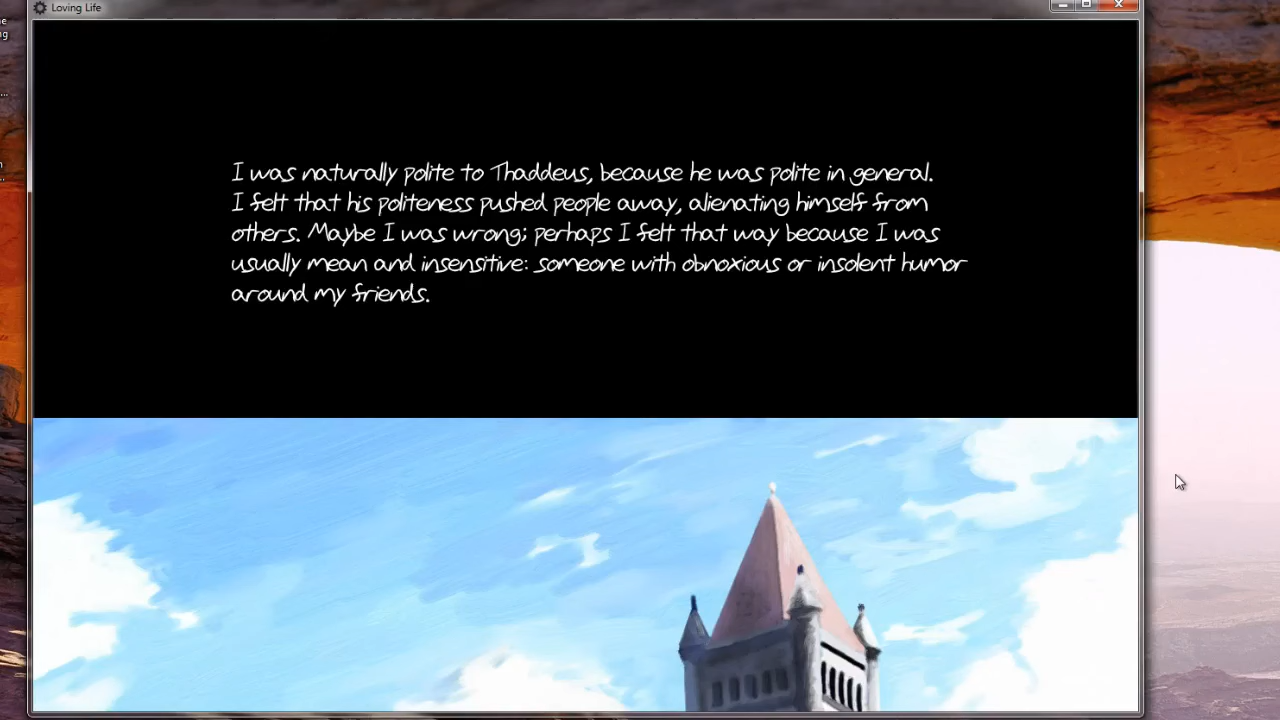 Loving Life
I was naturally polite to Thaddeus, because he was polite in general.
I felt that his politeness pushed people away, alienating himself from
others. Maybe I was wrong; perhaps I felt that way because I was
usually mean and insensitive: someone with obnoxious or insolent humor
around my friends.